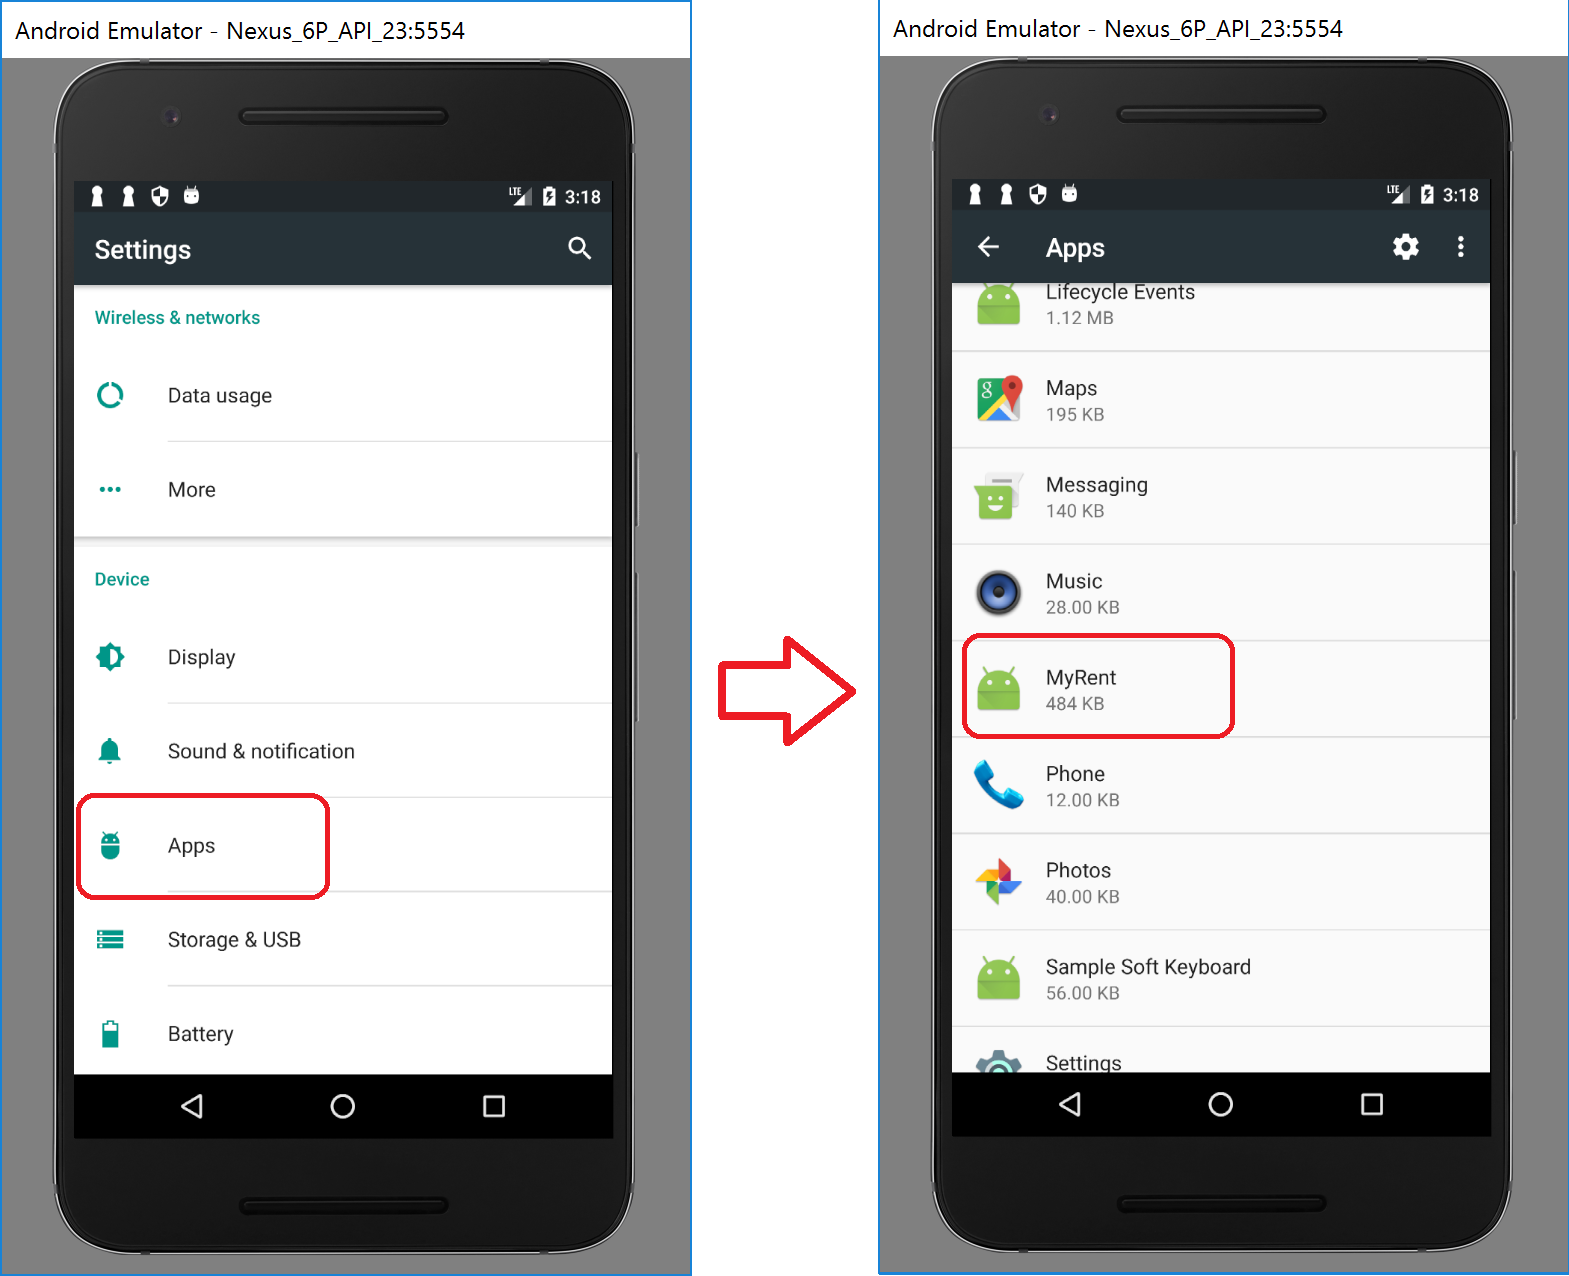 Android Emulator - Nexus_6P_API_23:5554
LTE 3:18
Settings
Wireless & networks
Data usage
More
Device
Display
Sound & notification
Apps
Storage & USB
Battery
Android Emulator - Nexus_6P_API_23:5554
LTE 3:18
Apps
Lifecycle Events
1.12 MB
Maps
195 KB
Messaging
140 KB
Music
28.00 KB
MyRent
484 KB
Phone
12.00 KB
Photos
40.00 KB
Sample Soft Keyboard
56.00 KB
Settings